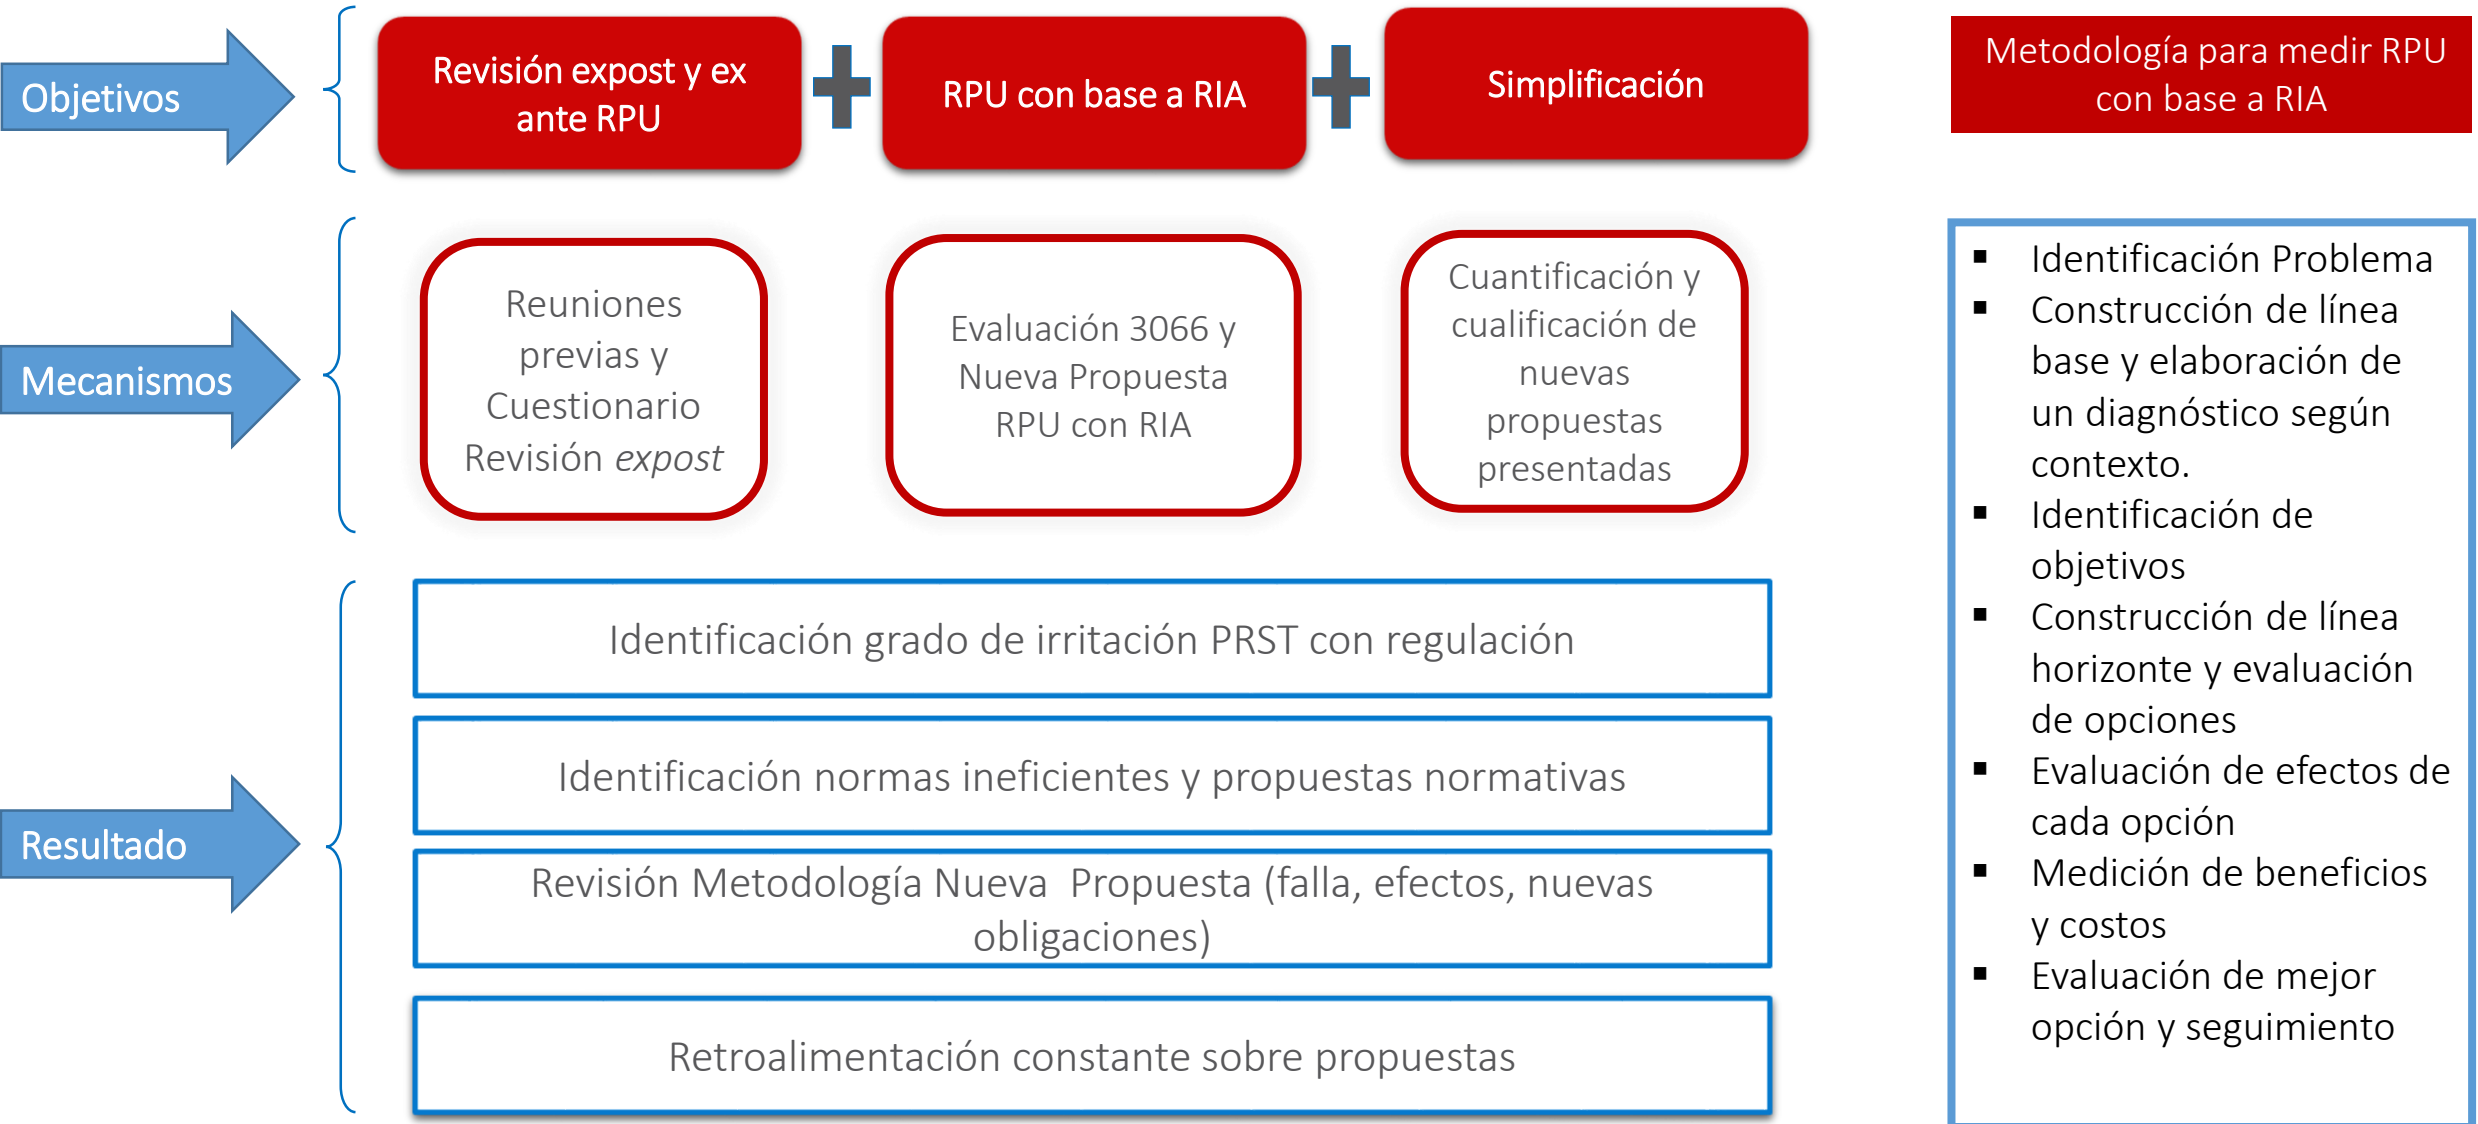 Objetivos
Revisión expost y ex
ante RPU
RPU con base a RIA
Simplificación
Mecanismos
Reuniones
previas y
Cuestionario
Revisión expost
Evaluación 3066 y
Nueva Propuesta
RPU con RIA
Cuantificación y
cualificación de
nuevas
propuestas
presentadas
Resultado
Identificación grado de irritación PRST con regulación
Identificación normas ineficientes y propuestas normativas
Revisión Metodología Nueva  Propuesta (falla, efectos, nuevas
obligaciones)
Retroalimentación constante sobre propuestas
Metodología para medir RPU
con base a RIA
▪ Identificación Problema
▪ Construcción de línea
base y elaboración de
un diagnóstico según
contexto.
▪ Identificación de
objetivos
▪ Construcción de línea
horizonte y evaluación
de opciones
▪ Evaluación de efectos de
cada opción
▪ Medición de beneficios
y costos
▪ Evaluación de mejor
opción y seguimiento